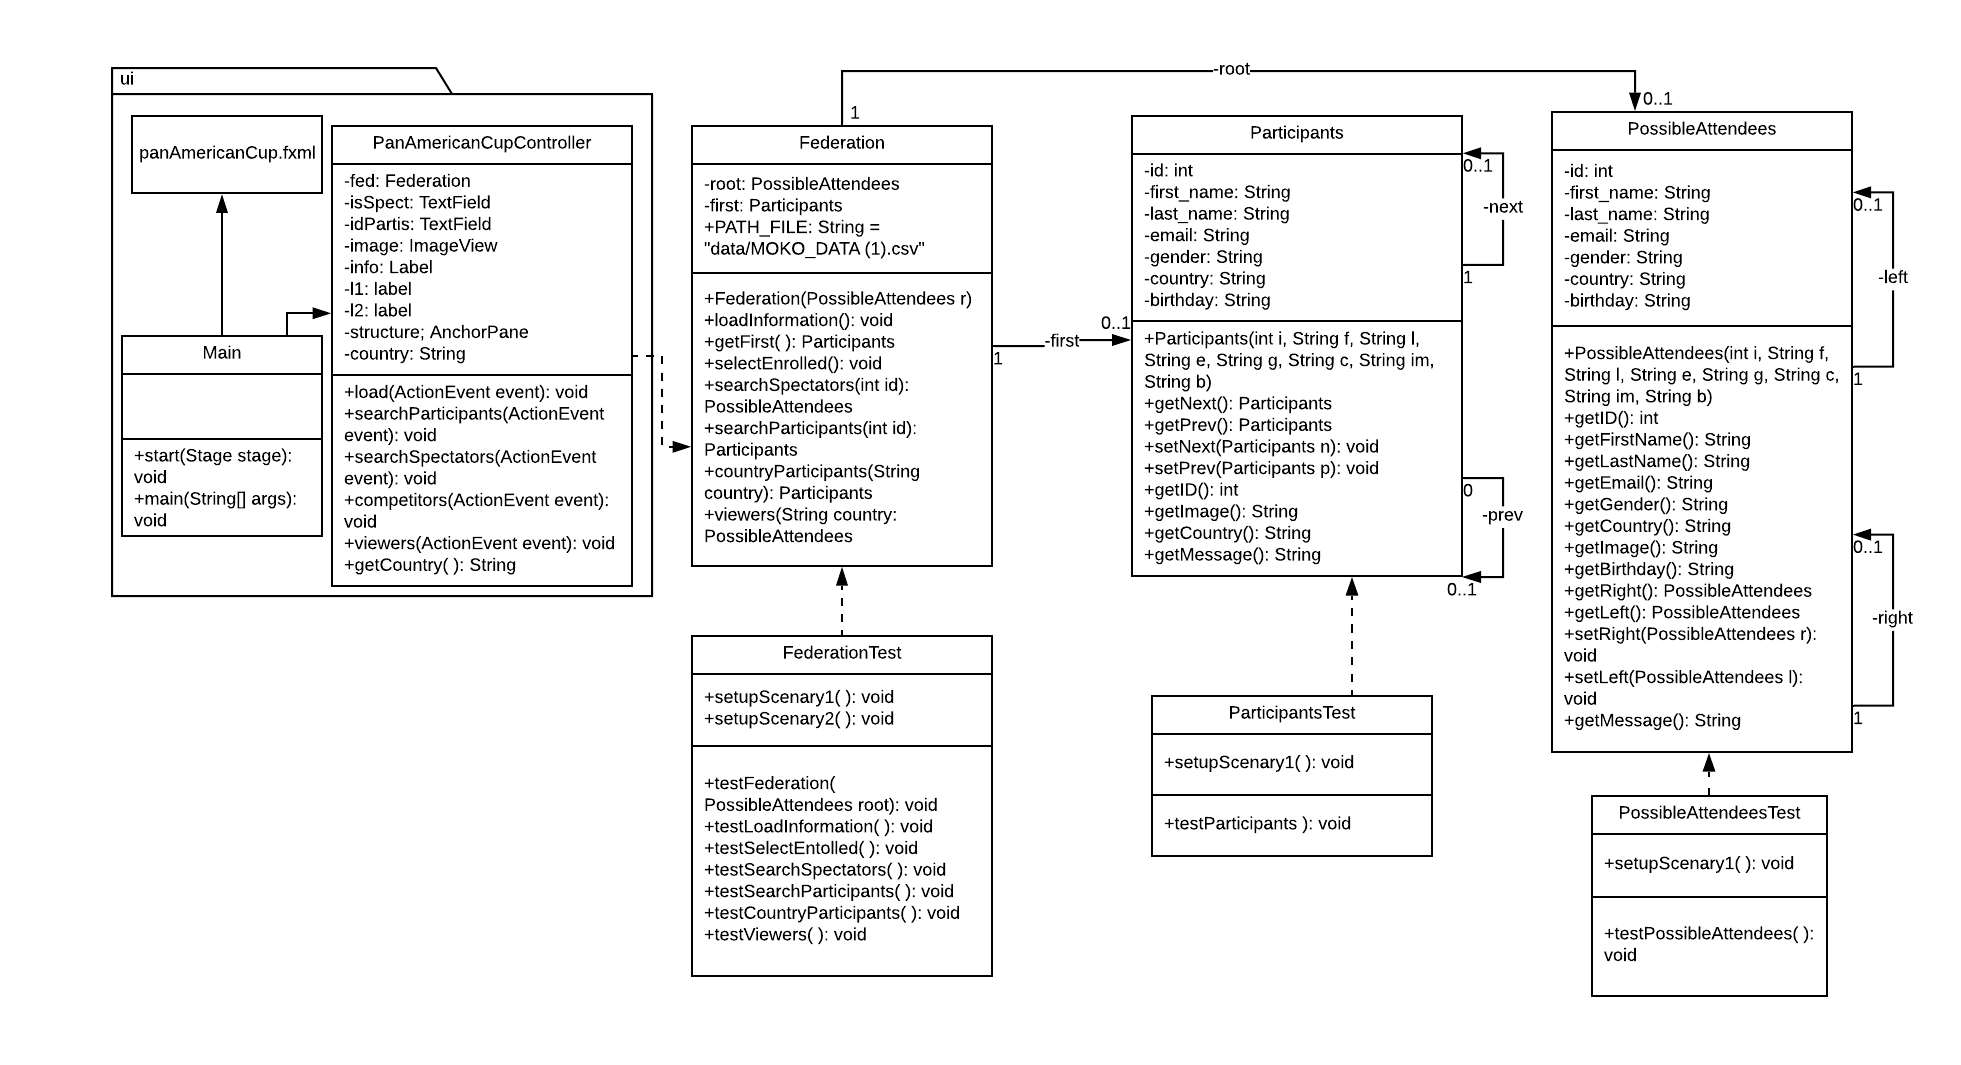 ui
panAmericanCup.fxml
Main
+start(Stage stage):
void
+main(String[] args):
void
PanAmericanCupController
-fed: Federation
-isSpect: TextField
-idPartis: TextField
-image: ImageView
-info: Label
-l1: label
-l2: label
-structure; AnchorPane
-country: String
+load(ActionEvent event): void
+searchParticipants(ActionEvent
event): void
+searchSpectators(ActionEvent
event): void
+competitors(ActionEvent event):
void
+viewers(ActionEvent event): void
+getCountry( ): String
-root
1
0..1
Federation
-root: PossibleAttendees
-first: Participants
+PATH_FILE: String =
"data/MOKO_DATA (1).csv"
+Federation(PossibleAttendees r)
+loadInformation(): void
+getFirst( ): Participants
+selectEnrolled(): void
+searchSpectators(int id):
PossibleAttendees
+searchParticipants(int id):
Participants
+countryParticipants(String
country): Participants
+viewers(String country:
PossibleAttendees
1
-first
0..1
FederationTest
+setupScenary1( ): void
+setupScenary2( ): void
+testFederation(
PossibleAttendees root): void
+testLoadInformation( ): void
+testSelectEntolled( ): void
+testSearchSpectators( ): void
+testSearchParticipants( ): void
+testCountryParticipants( ): void
+testViewers( ): void
Participants
-id: int
-first_name: String
-last_name: String
-email: String
-gender: String
-country: String
-birthday: String
+Participants(int i, String f, String l,
String e, String g, String c, String im,
String b)
+getNext(): Participants
+getPrev(): Participants
+setNext(Participants n): void
+setPrev(Participants p): void
+getID(): int
+getImage(): String
+getCountry(): String
+getMessage(): String
0..1
-next
1
0
-prev
0..1
ParticipantsTest
+setupScenary1( ): void
+testParticipants ): void
PossibleAttendees
-id: int
-first_name: String
-last_name: String
-email: String
-gender: String
-country: String
-birthday: String
+PossibleAttendees(int i, String f,
String l, String e, String g, String c,
String im, String b)
+getID(): int
+getFirstName(): String
+getLastName(): String
+getEmail(): String
+getGender(): String
+getCountry(): String
+getImage(): String
+getBirthday(): String
+getRight(): PossibleAttendees
+getLeft(): PossibleAttendees
+setRight(PossibleAttendees r):
void
+setLeft(PossibleAttendees l):
void
+getMessage(): String
0..1
-left
1
0..1
-right
1
PossibleAttendeesTest
+setupScenary1( ): void
+testPossibleAttendees( ):
void